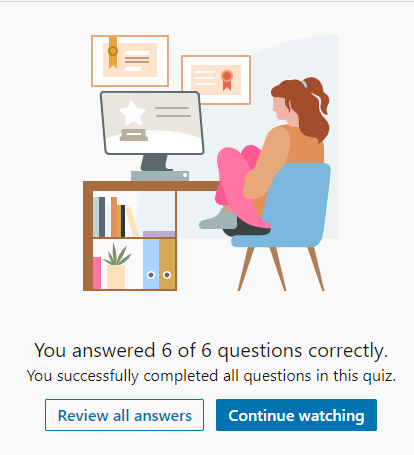 You answered 6 of 6 questions correctly.
You successfully completed all questions in this quiz.
Review all answers
Continue watching